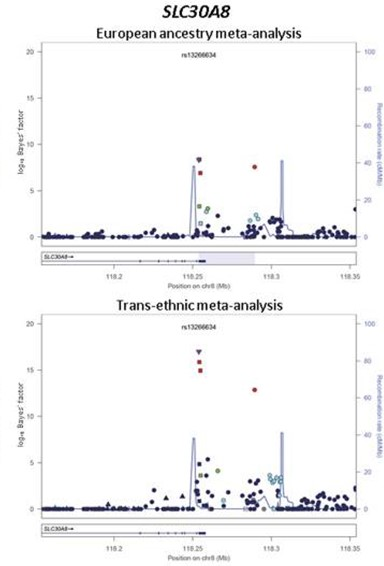 SLC30A8
European ancestry meta-analysis
rs13266634
20
15
10
5
0
log₁₀ Bayes' factor
100
80
60
40
20
0
Recombination rate (cM/Mb)
SLC30A8→
118.2 118.25 118.3 118.35
Position on chr8 (Mb)
Trans-ethnic meta-analysis
rs13266634
20
15
10
5
0
log₁₀ Bayes' factor
100
80
60
40
20
0
Recombination rate (cM/Mb)
SLC30A8→
118.2 118.25 118.3 118.35
Position on chr8 (Mb)